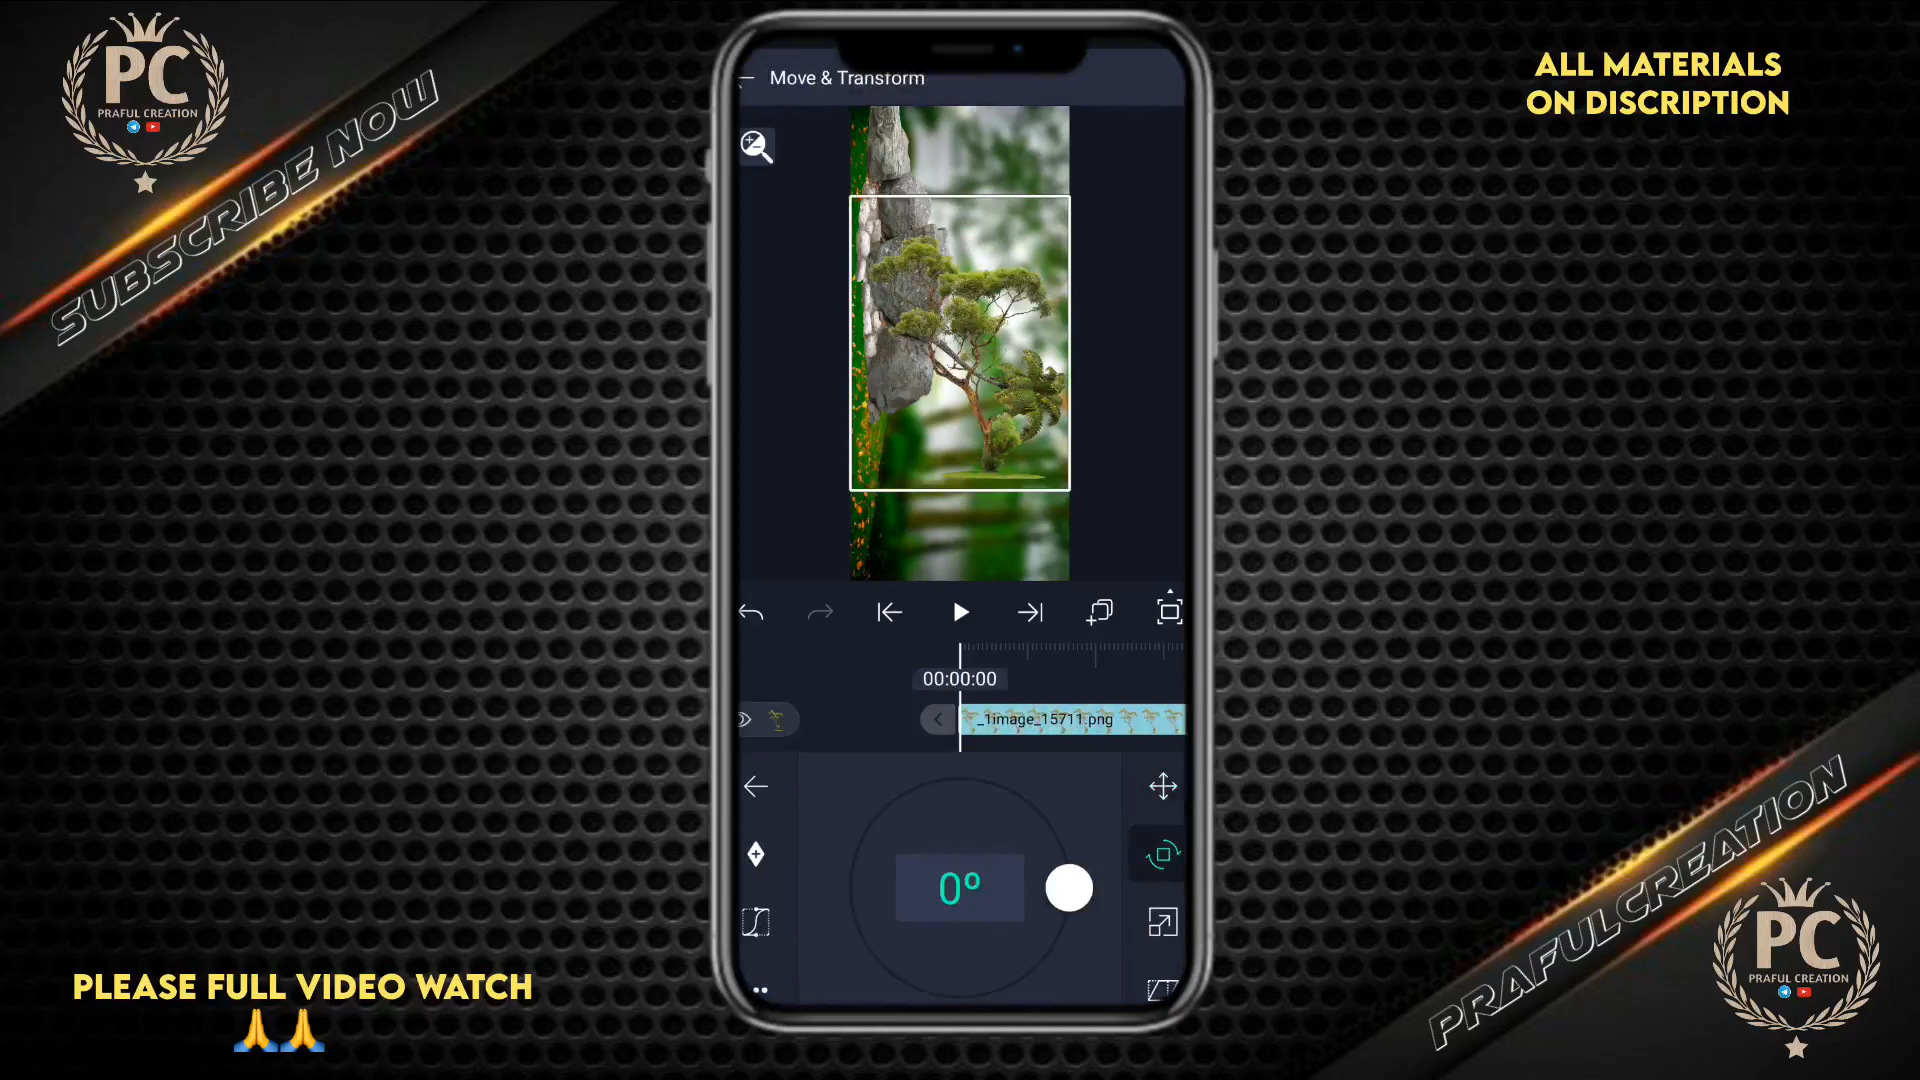 PC
PRAFUL CREATION
SUBSCRIBE NOW
ALL MATERIALS
ON DISCRIPTION
Move & Transform
00:00:00
_1image_15711.png
0°
PLEASE FULL VIDEO WATCH
PRAFULCREATION
PC
PRAFUL CREATION